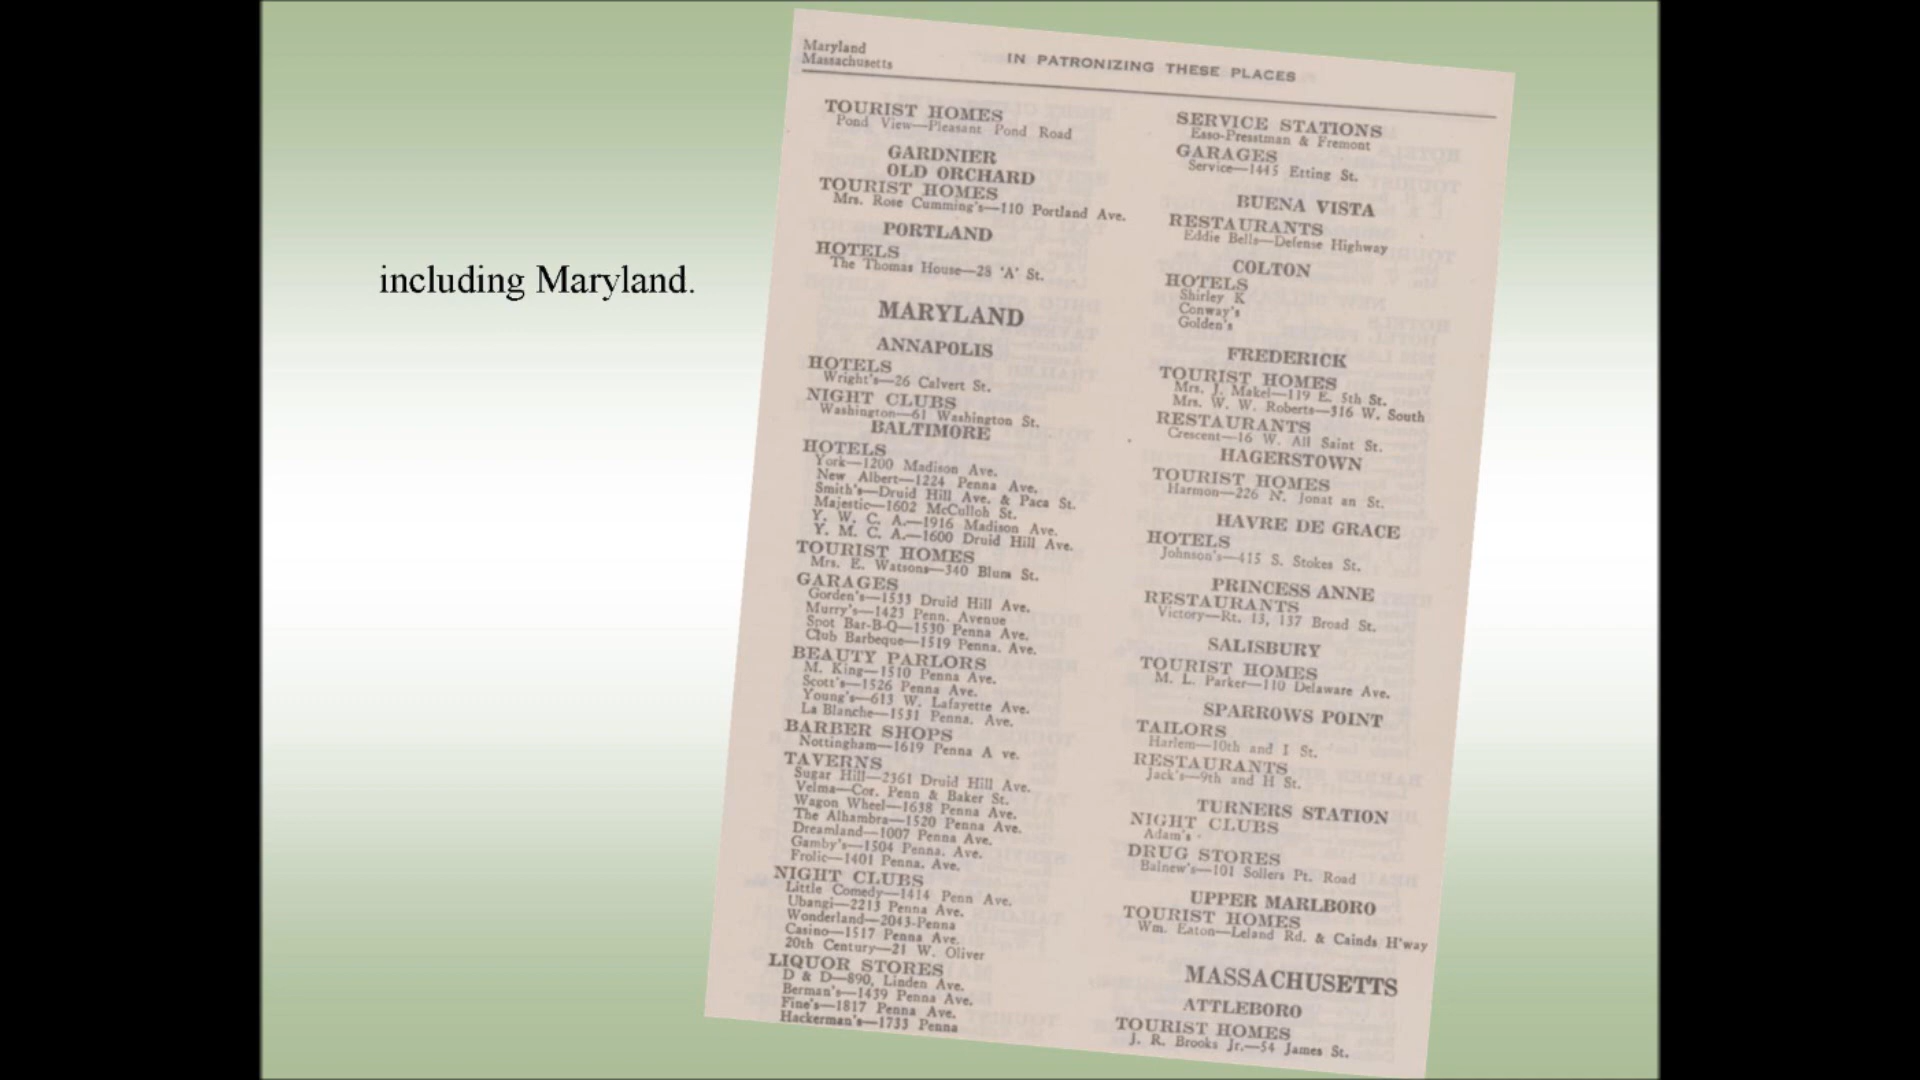 including Maryland.
Maryland
Massachusetts
IN PATRONIZING THESE PLACES
TOURIST HOMES
Pond View—Pleasant Pond Road
GARDNIER
OLD ORCHARD
TOURIST HOMES
Mrs. Rose Cumming's—110 Portland Ave.
PORTLAND
HOTELS
The Thomas House—28 'A' St.
MARYLAND
ANNAPOLIS
HOTELS
Wright's—26 Calvert St.
NIGHT CLUBS
Washington—61 Washington St.
BALTIMORE
HOTELS
York—1200 Madison Ave.
New Albert—1224 Penna Ave.
Smith's—Druid Hill Ave. & Paca St.
Majestic—1602 McCulloh St.
Y. W. C. A.—1916 Madison Ave.
Y. M. C. A.—1600 Druid Hill Ave.
TOURIST HOMES
Mrs. E. Watsons—340 Blum St.
GARAGES
Gorden's—1533 Druid Hill Ave.
Murry's—1423 Penn. Avenue
Spot Bar-B-Q—1530 Penna Ave.
Club Barbeque—1519 Penna. Ave.
BEAUTY PARLORS
M. King—1510 Penna Ave.
Scott's—1526 Penna Ave.
Young's—613 W. Lafayette Ave.
La Blanche—1531 Penna. Ave.
BARBER SHOPS
Nottingham—1619 Penna A ve.
TAVERNS
Sugar Hill—2361 Druid Hill Ave.
Velma—Cor. Penn & Baker St.
Wagon Wheel—1638 Penna Ave.
The Alhambra—1520 Penna Ave.
Dreamland—1007 Penna Ave.
Gamby's—1504 Penna. Ave.
Frolic—1401 Penna. Ave.
NIGHT CLUBS
Little Comedy—1414 Penn Ave.
Ubangi—2213 Penna Ave.
Wonderland—2043-Penna
Casino—1517 Penna Ave.
20th Century—21 W. Oliver
LIQUOR STORES
D & D—890, Linden Ave.
Berman's—1439 Penna Ave.
Fine's—1817 Penna Ave.
Hackerman's—1733 Penna
SERVICE STATIONS
Esso-Presstman & Fremont
GARAGES
Service—1445 Etting St.
BUENA VISTA
RESTAURANTS
Eddie Bells—Defense Highway
COLTON
HOTELS
Shirley K
Conway's
Golden's
FREDERICK
TOURIST HOMES
Mrs. J. Makel—119 E. 5th St.
Mrs. W. W. Roberts—316 W. South
RESTAURANTS
Crescent—16 W. All Saint St.
HAGERSTOWN
TOURIST HOMES
Harmon—226 N. Jonat an St.
HAVRE DE GRACE
HOTELS
Johnson's—415 S. Stokes St.
PRINCESS ANNE
RESTAURANTS
Victory—Rt. 13, 137 Broad St.
SALISBURY
TOURIST HOMES
M. L. Parker—110 Delaware Ave.
SPARROWS POINT
TAILORS
Harlem—10th and I St.
RESTAURANTS
Jack's—9th and H St.
TURNERS STATION
NIGHT CLUBS
Adam's
DRUG STORES
Balnew's—101 Sollers Pt. Road
UPPER MARLBORO
TOURIST HOMES
Wm. Eaton—Leland Rd. & Cainds H'way
MASSACHUSETTS
ATTLEBORO
TOURIST HOMES
J. R. Brooks Jr.—54 James St.